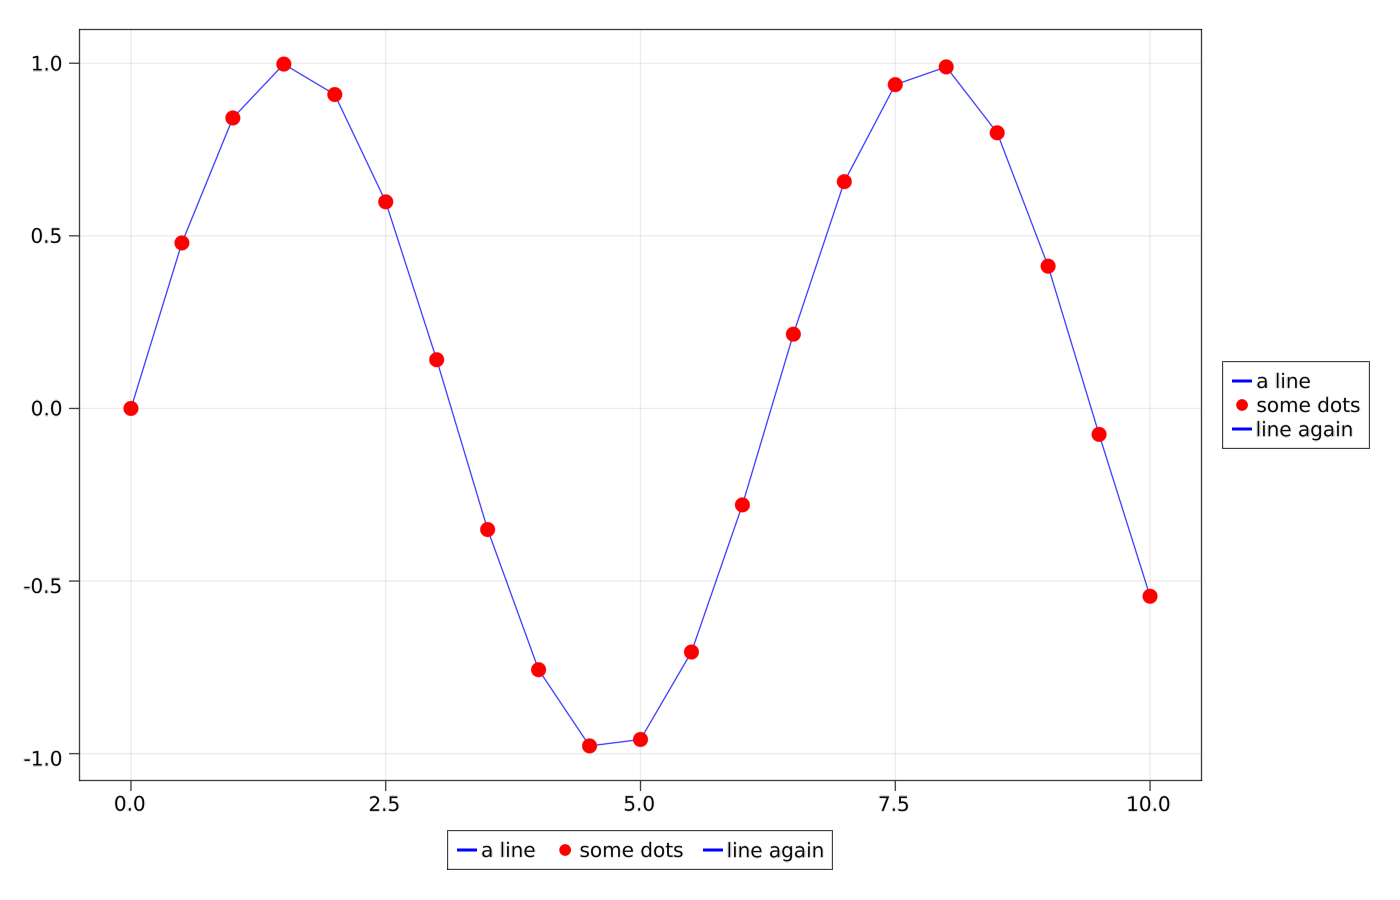 1.0
0.5
0.0
-0.5
-1.0
0.0 2.5 5.0 7.5 10.0
a line
some dots
line again
a line some dots line again